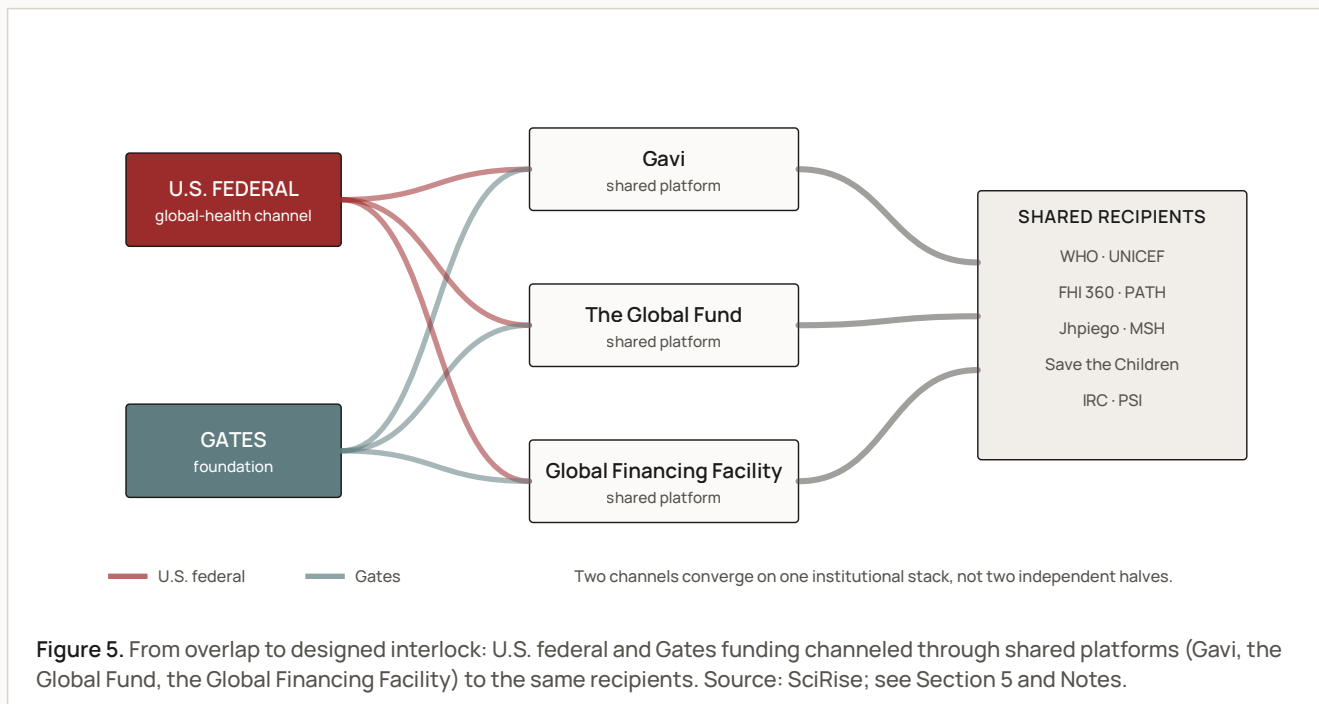 U.S. FEDERAL
global-health channel
GATES
foundation
Gavi
shared platform
The Global Fund
shared platform
Global Financing Facility
shared platform
SHARED RECIPIENTS
WHO · UNICEF
FHI 360 · PATH
Jhpiego · MSH
Save the Children
IRC · PSI
U.S. federal
Gates
Two channels converge on one institutional stack, not two independent halves.
Figure 5. From overlap to designed interlock: U.S. federal and Gates funding channeled through shared platforms (Gavi, the
Global Fund, the Global Financing Facility) to the same recipients. Source: SciRise; see Section 5 and Notes.